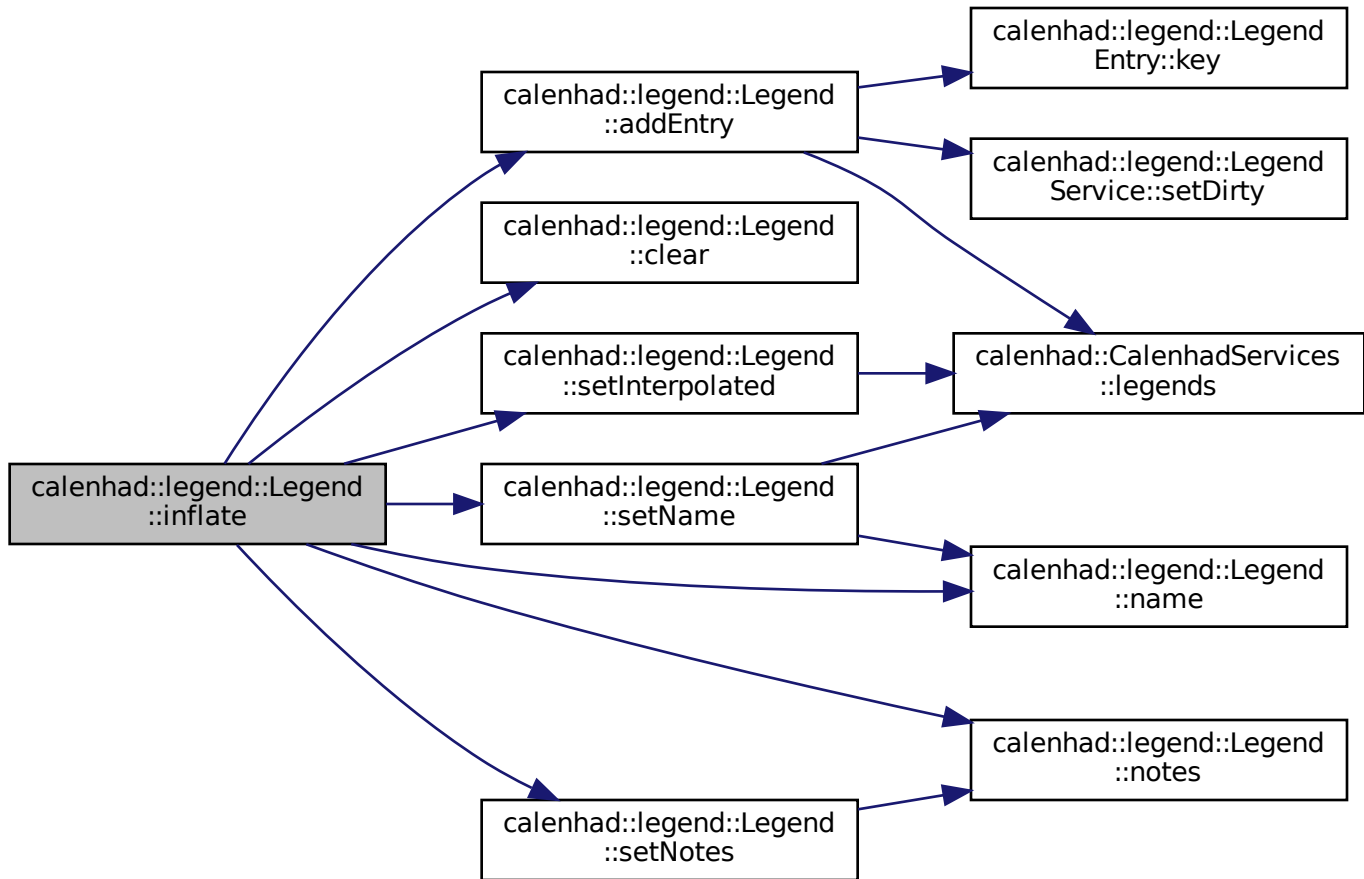 calenhad::legend::Legend
Entry::key
calenhad::legend::Legend
::addEntry
calenhad::legend::Legend
Service::setDirty
calenhad::legend::Legend
::clear
calenhad::legend::Legend
::setInterpolated
calenhad::CalenhadServices
::legends
calenhad::legend::Legend
::inflate
calenhad::legend::Legend
::setName
calenhad::legend::Legend
::name
calenhad::legend::Legend
::notes
calenhad::legend::Legend
::setNotes